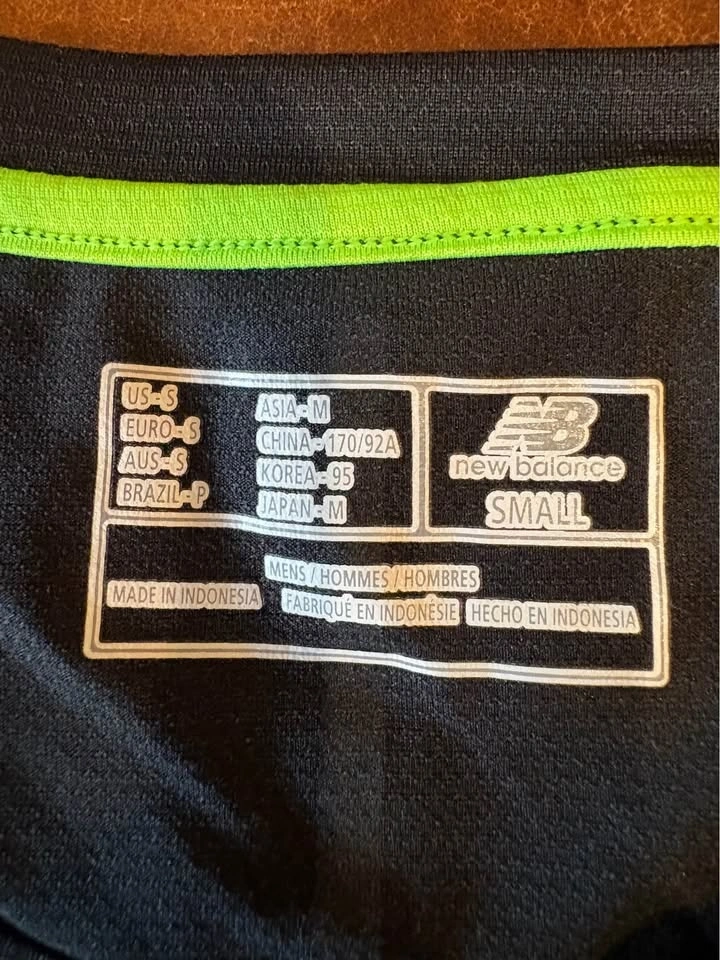 US-S
EURO-S
AUS-S
BRAZIL-P
ASIA-M
CHINA-170/92A
KOREA-95
JAPAN-M
NB
new balance
SMALL
MENS / HOMMES / HOMBRES
MADE IN INDONESIA FABRIQUÉ EN INDONÉSIE HECHO EN INDONESIA